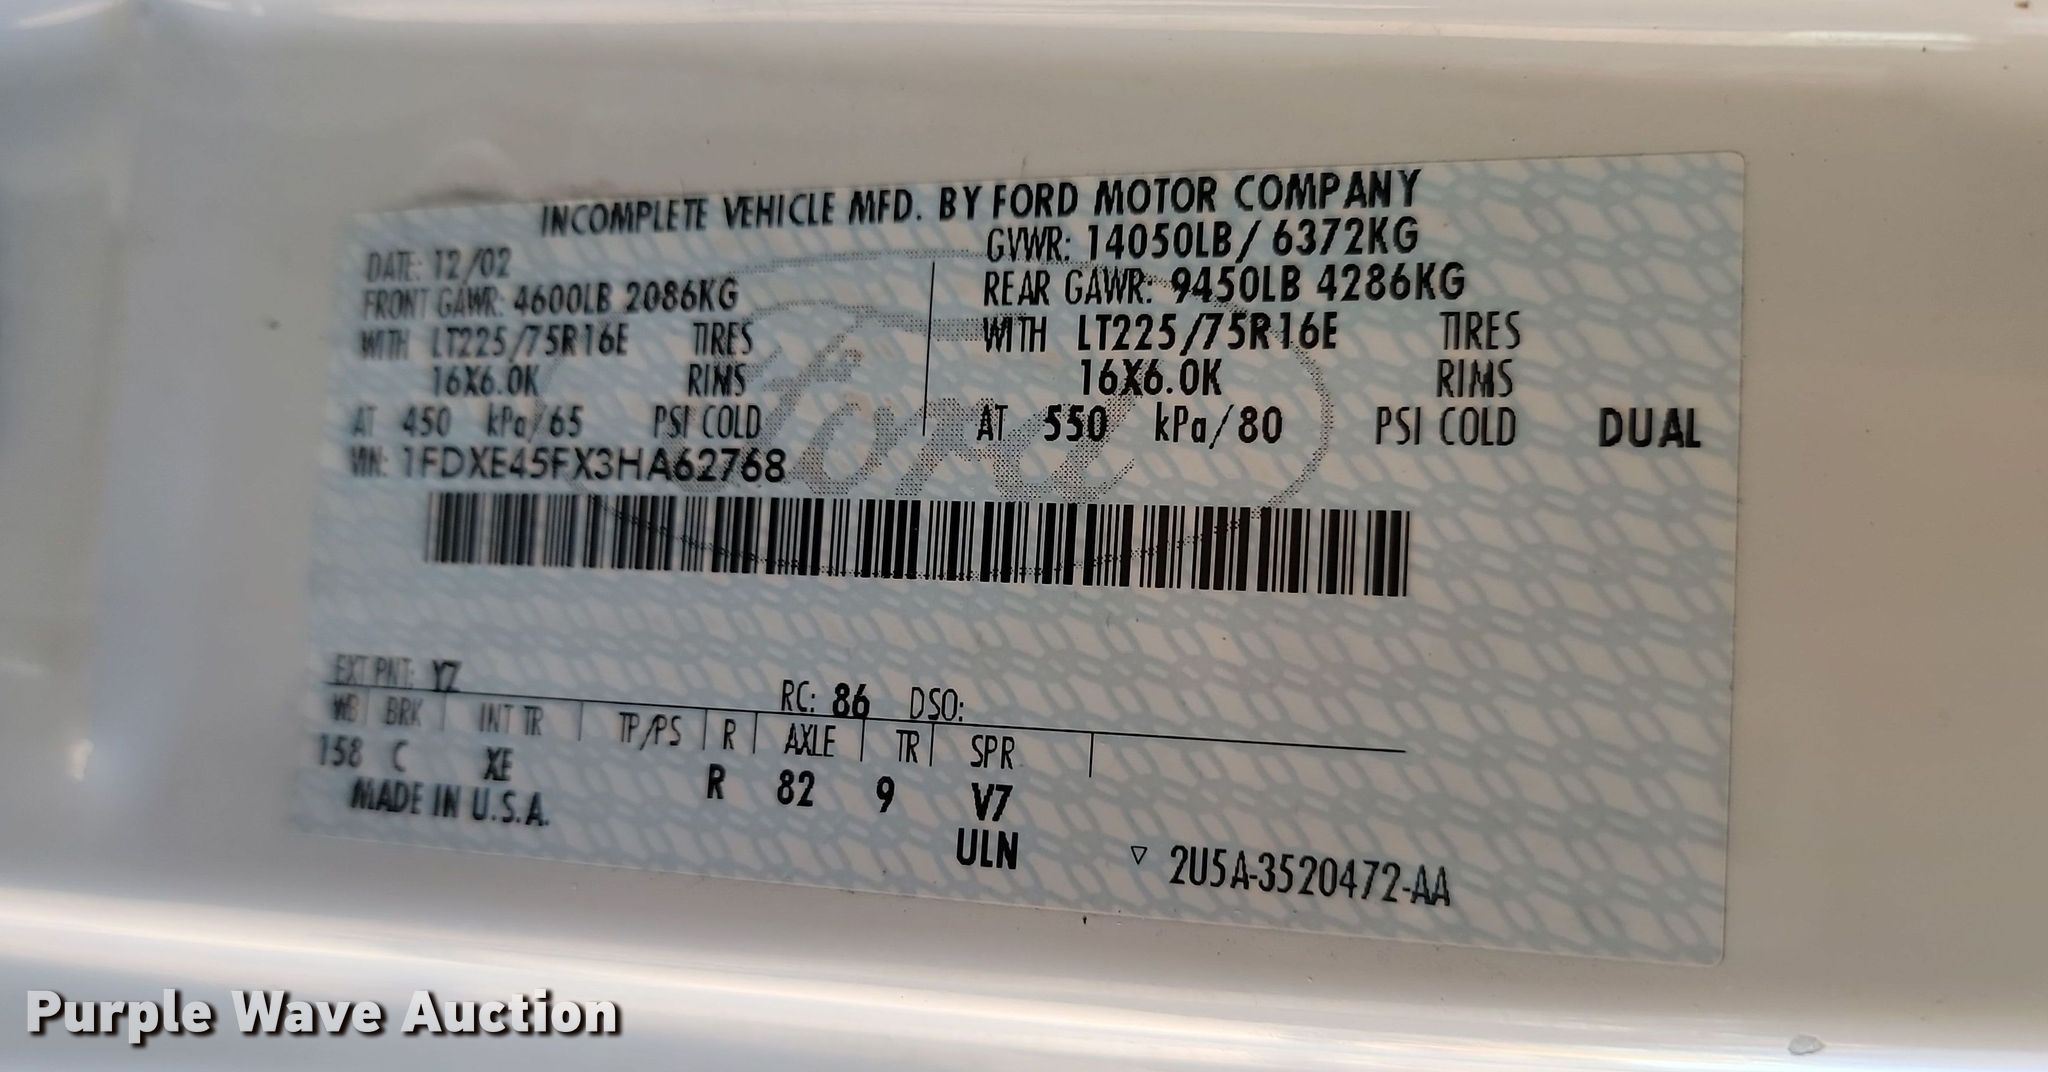 INCOMPLETE VEHICLE MFD. BY FORD MOTOR COMPANY
DATE: 12/02 GVWR: 14050LB/ 6372KG
FRONT GAWR: 4600LB 2086KG REAR GAWR: 9450LB 4286KG
WITH LT225/75R16E TIRES WITH LT225/75R16E TIRES
16X6.0K RIMS 16X6.0K RIMS
AT 450 kPa/65 PSI COLD AT 550 kPa/80 PSI COLD DUAL
VIN: 1FDXE45FX3HA62768
Ford
EXT PNT: YZ RC: 86 DSO:
WB BRK INT TR TP/PS R AXLE TR SPR
158 C XE R 82 9 V7
MADE IN U.S.A. ULN
▽ 2U5A-3520472-AA
Purple Wave Auction